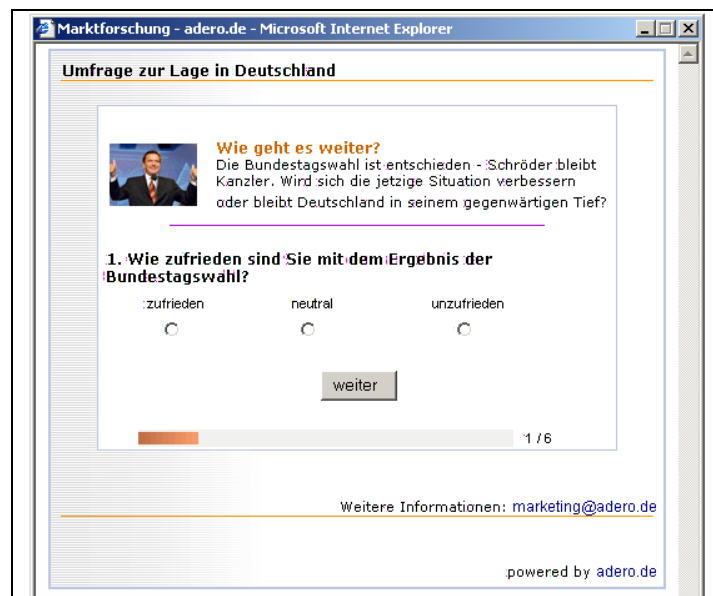 Marktforschung - adero.de - Microsoft Internet Explorer
Umfrage zur Lage in Deutschland
Wie geht es weiter?
Die Bundestagswahl ist entschieden - Schröder bleibt
Kanzler. Wird sich die jetzige Situation verbessern
oder bleibt Deutschland in seinem gegenwärtigen Tief?
1. Wie zufrieden sind Sie mit dem Ergebnis der
Bundestagswahl?
zufrieden neutral unzufrieden
weiter
1 / 6
Weitere Informationen: marketing@adero.de
powered by adero.de